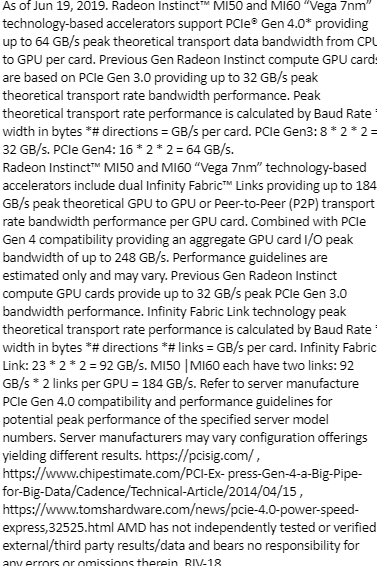 As of Jun 19, 2019. Radeon Instinct™ MI50 and MI60 “Vega 7nm”
technology-based accelerators support PCIe® Gen 4.0* providing
up to 64 GB/s peak theoretical transport data bandwidth from CPU
to GPU per card. Previous Gen Radeon Instinct compute GPU cards
are based on PCIe Gen 3.0 providing up to 32 GB/s peak
theoretical transport rate bandwidth performance. Peak
theoretical transport rate performance is calculated by Baud Rate *
width in bytes *# directions = GB/s per card. PCIe Gen3: 8 * 2 * 2 =
32 GB/s. PCIe Gen4: 16 * 2 * 2 = 64 GB/s.
Radeon Instinct™ MI50 and MI60 “Vega 7nm” technology-based
accelerators include dual Infinity Fabric™ Links providing up to 184
GB/s peak theoretical GPU to GPU or Peer-to-Peer (P2P) transport
rate bandwidth performance per GPU card. Combined with PCIe
Gen 4 compatibility providing an aggregate GPU card I/O peak
bandwidth of up to 248 GB/s. Performance guidelines are
estimated only and may vary. Previous Gen Radeon Instinct
compute GPU cards provide up to 32 GB/s peak PCIe Gen 3.0
bandwidth performance. Infinity Fabric Link technology peak
theoretical transport rate performance is calculated by Baud Rate *
width in bytes *# directions *# links = GB/s per card. Infinity Fabric
Link: 23 * 2 * 2 = 92 GB/s. MI50 |MI60 each have two links: 92
GB/s * 2 links per GPU = 184 GB/s. Refer to server manufacture
PCIe Gen 4.0 compatibility and performance guidelines for
potential peak performance of the specified server model
numbers. Server manufacturers may vary configuration offerings
yielding different results. https://pcisig.com/ ,
https://www.chipestimate.com/PCI-Ex- press-Gen-4-a-Big-Pipe-
for-Big-Data/Cadence/Technical-Article/2014/04/15 ,
https://www.tomshardware.com/news/pcie-4.0-power-speed-
express,32525.html AMD has not independently tested or verified
external/third party results/data and bears no responsibility for
any errors or omissions therein. RIV-18